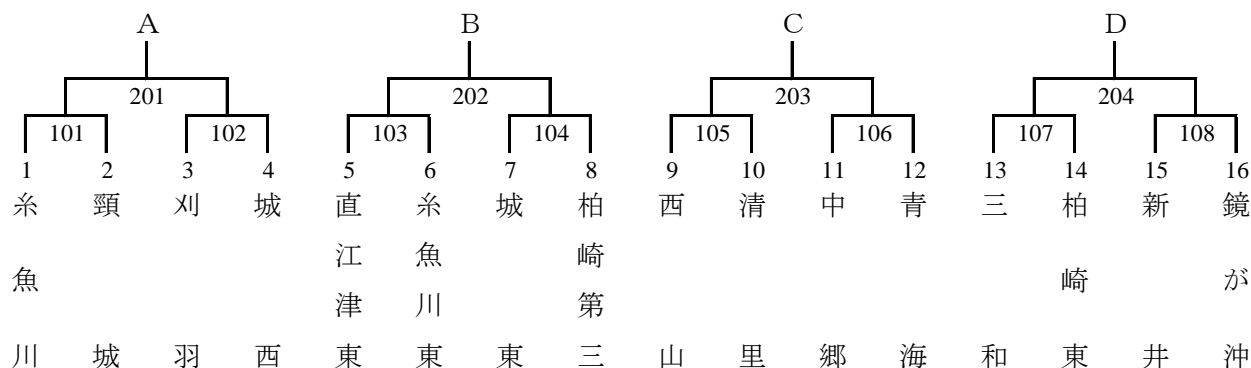 A B C D
201 202 203 204
101 102 103 104 105 106 107 108
1 2 3 4 5 6 7 8 9 10 11 12 13 14 15 16
糸魚川
頸城
刈羽
城西
直江津東
糸魚川東
城東
柏崎第三
西山
清里
中郷
青海
三和
柏崎東
新井
鏡が沖